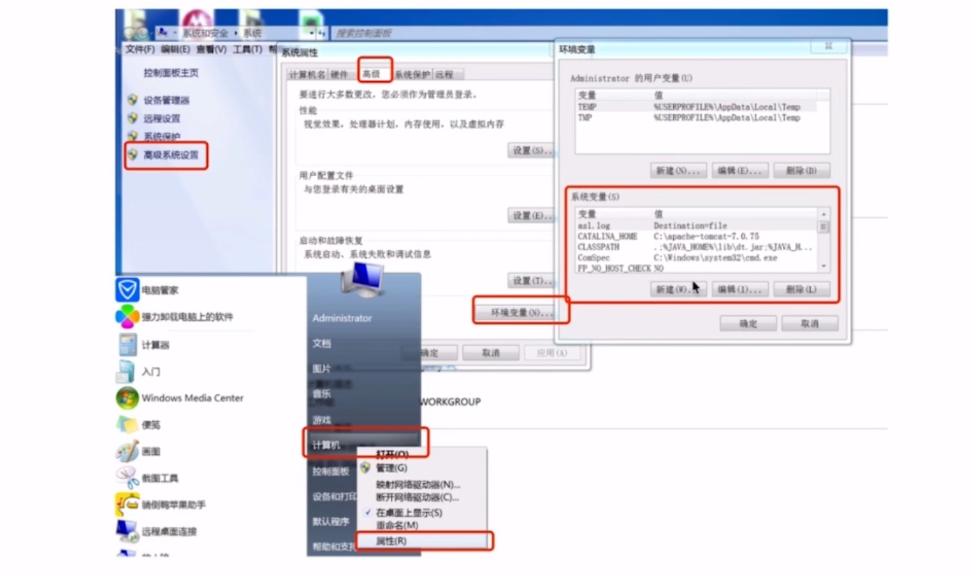 系统和安全 系统
搜索控制面板
文件(F) 编辑(E) 查看(V) 工具(T) 帮
控制面板主页
设备管理器
远程设置
系统保护
高级系统设置
系统属性
计算机名 硬件 高级 系统保护 远程
要进行大多数更改，您必须作为管理员登录。
性能
视觉效果，处理器计划，内存使用，以及虚拟内存
设置(S)...
用户配置文件
与您登录有关的桌面设置
设置(E)...
启动和故障恢复
系统启动、系统失败和调试信息
设置(T)...
环境变量(N)...
确定 取消 应用(A)
环境变量
Administrator 的用户变量(U)
变量 值
TEMP %USERPROFILE%\AppData\Local\Temp
TMP %USERPROFILE%\AppData\Local\Temp
新建(N)... 编辑(E)... 删除(D)
系统变量(S)
变量 值
asl.log Destination=file
CATALINA_HOME C:\apache-tomcat-7.0.75
CLASSPATH .;%JAVA_HOME%\lib\dt.jar;%JAVA_H...
ComSpec C:\Windows\system32\cmd.exe
FP_NO_HOST_CHECK NO
新建(W)... 编辑(I)... 删除(L)
确定 取消
WORKGROUP
电脑管家
强力卸载电脑上的软件
计算器
入门
Windows Media Center
便笺
画图
截图工具
远程桌面连接
Administrator
文档
图片
音乐
游戏
计算机
控制面板
设备和打印
默认程序
帮助和支持
打开(O)
管理(G)
映射网络驱动器(N)...
断开网络驱动器(C)...
在桌面上显示(S)
重命名(M)
属性(R)